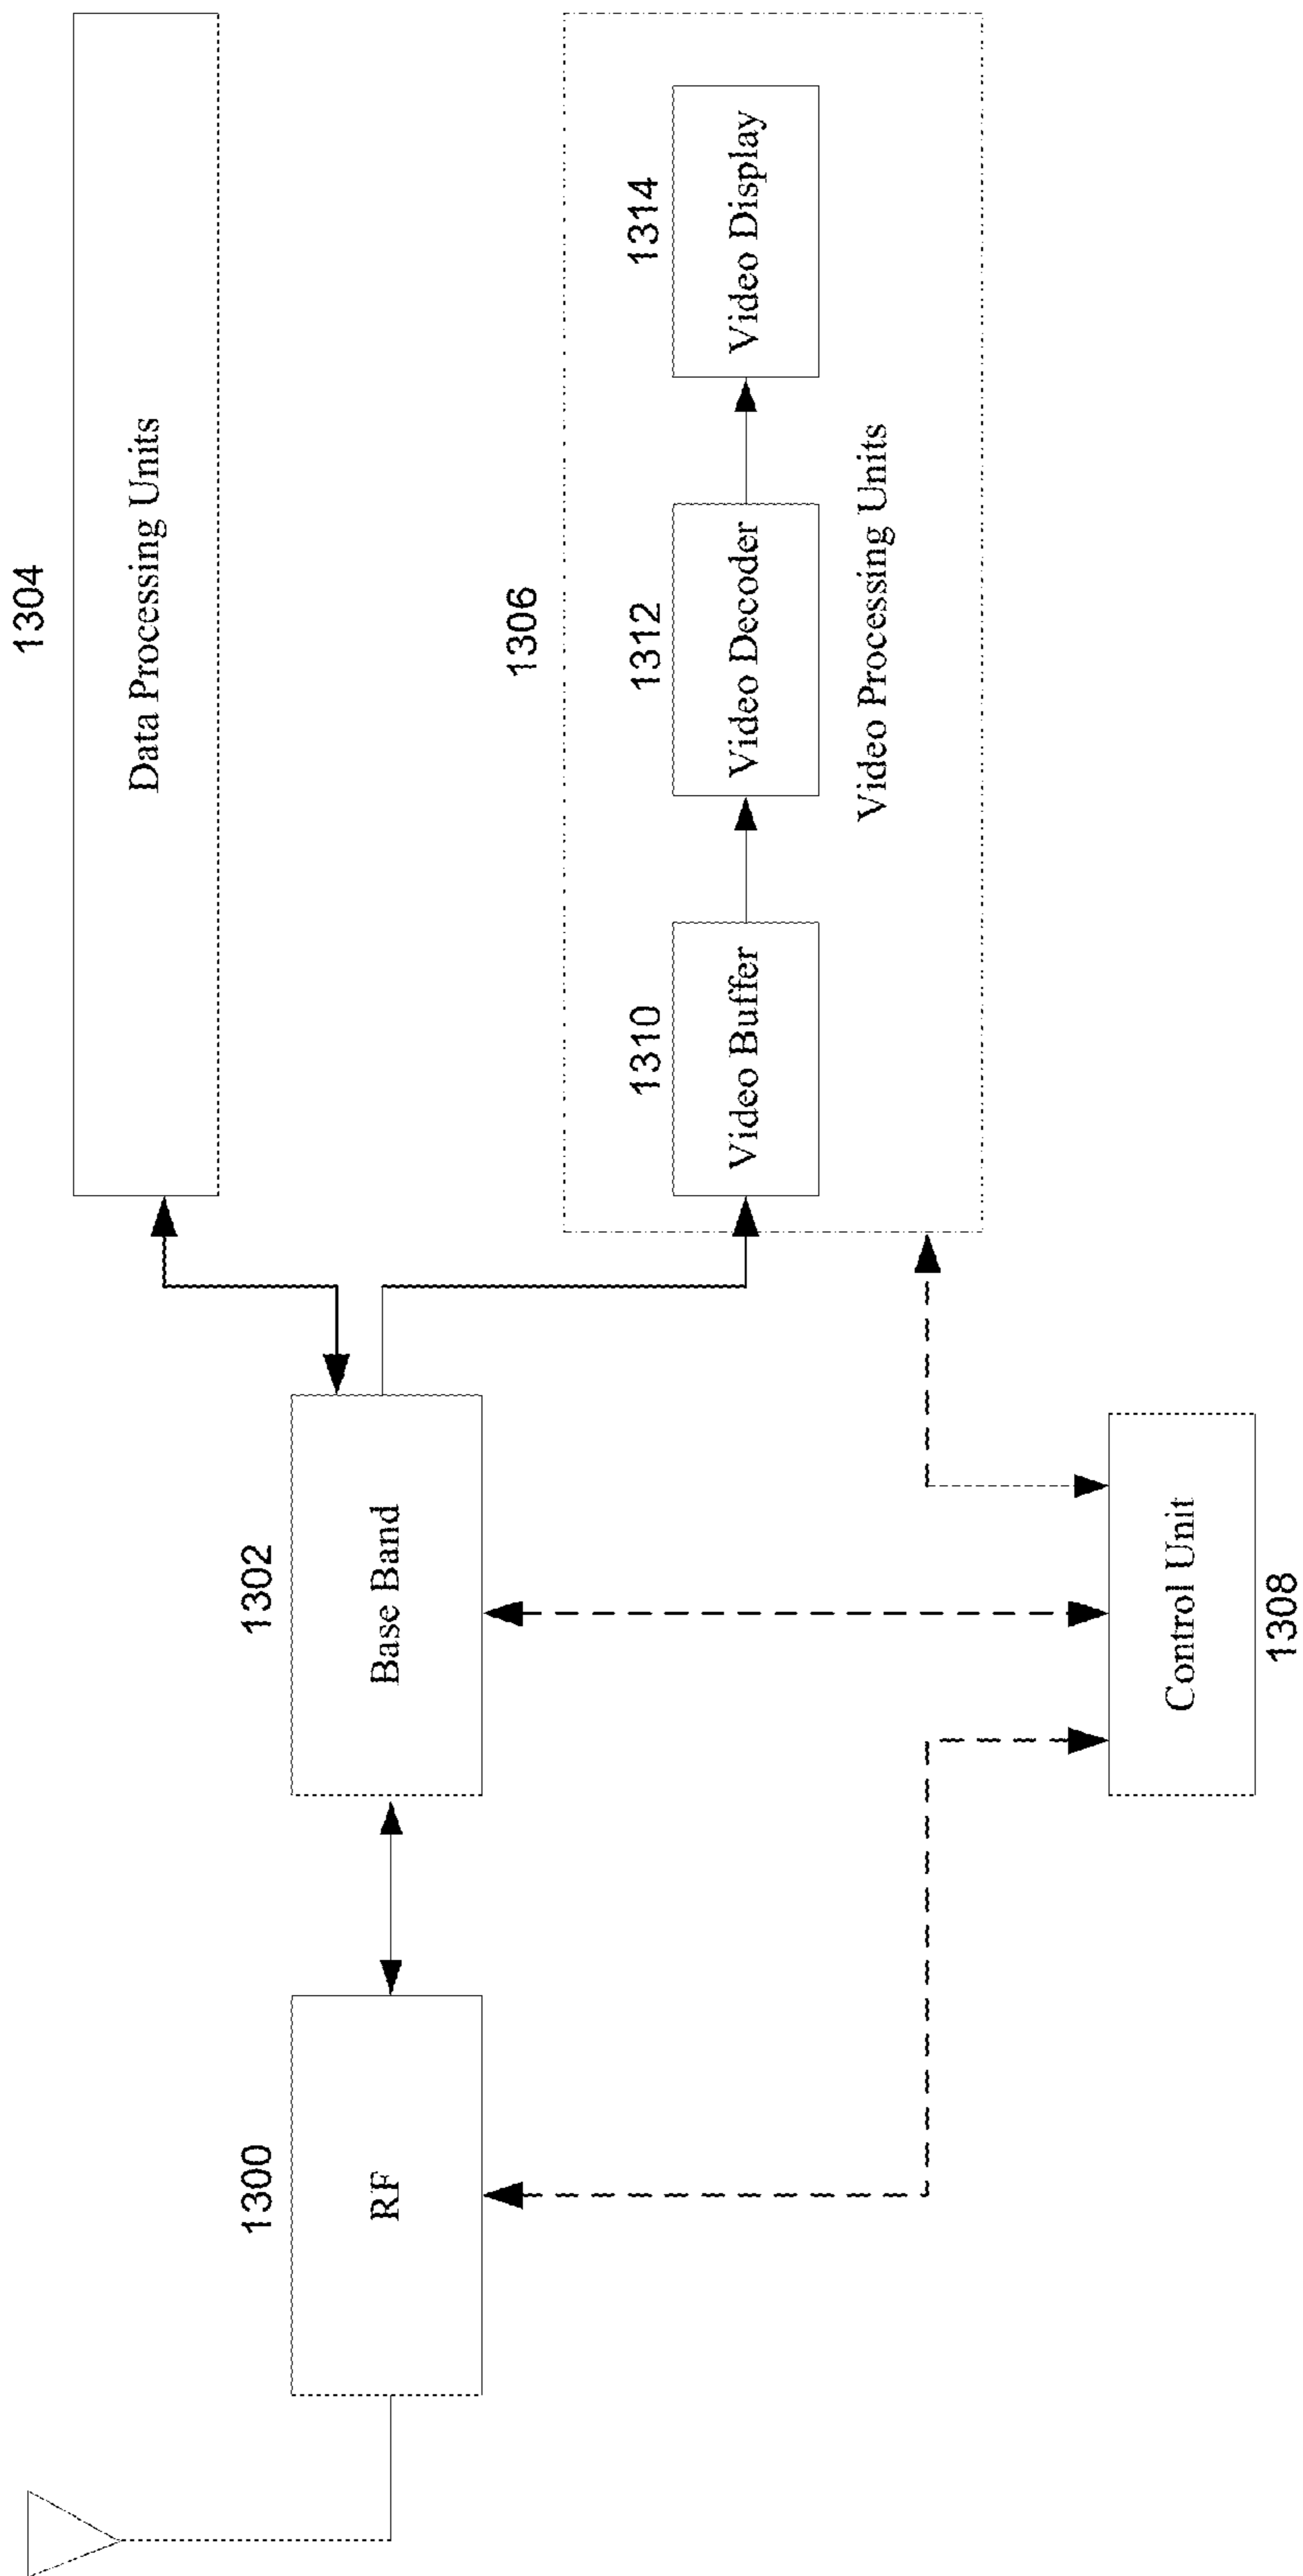 1304
Data Processing Units
1306
1310
Video Buffer
1312
Video Decoder
1314
Video Display
Video Processing Units
1300
RF
1302
Base Band
Control Unit
1308